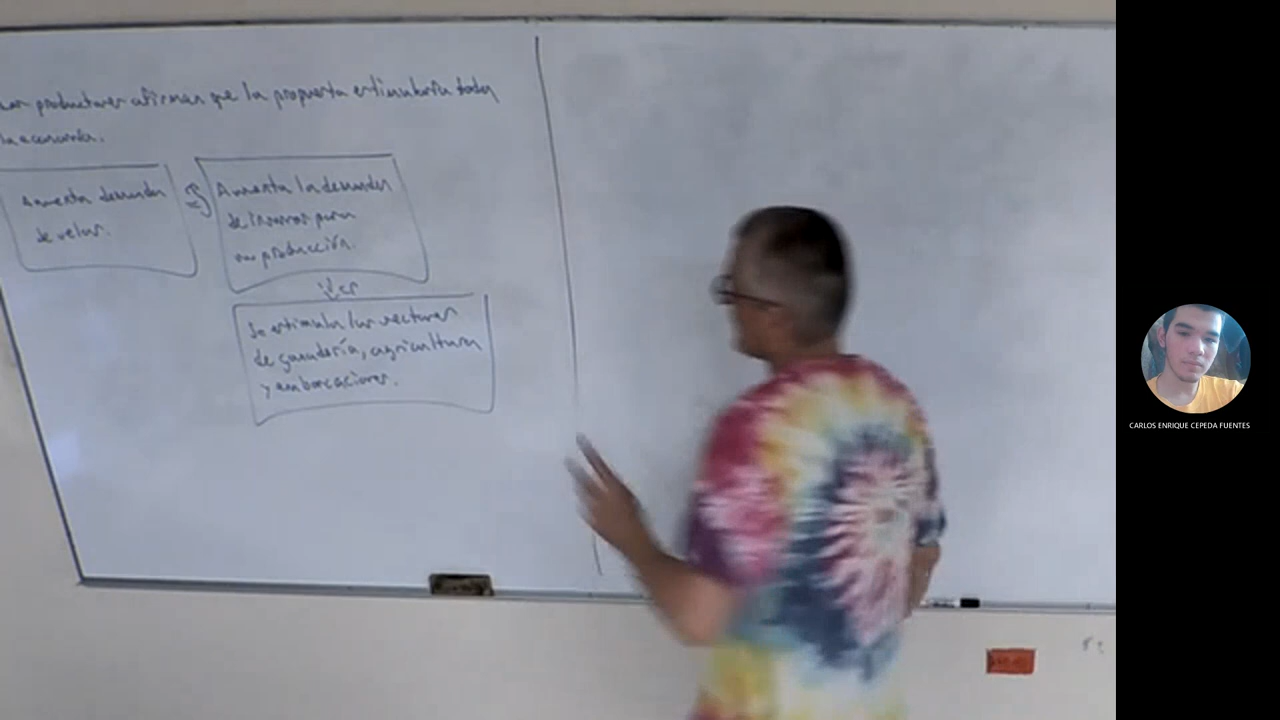 productores afirman que la propuesta estimularía toda
la economía.
Aumenta demanda
de velas.
Aumenta la demanda
de insumos para
su producción.
Se estimula los sectores
de ganadería, agricultura
y embarcaciones.
CARLOS ENRIQUE CEPEDA FUENTES